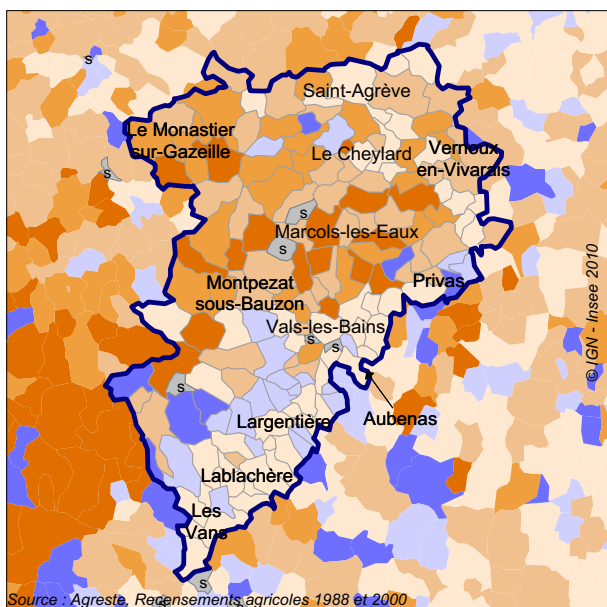 s
Saint-Agrève
Le Monastier
sur-Gazeille
Le Cheylard
Vernoux
en-Vivarais
s
s
Marcols-les-Eaux
s
Privas
Montpezat
sous-Bauzon
Vals-les-Bains
s
s
s
Aubenas
Largentière
Lablachère
Les
Vans
s
s
s
© IGN - Insee 2010
Source : Agreste, Recensements agricoles 1988 et 2000